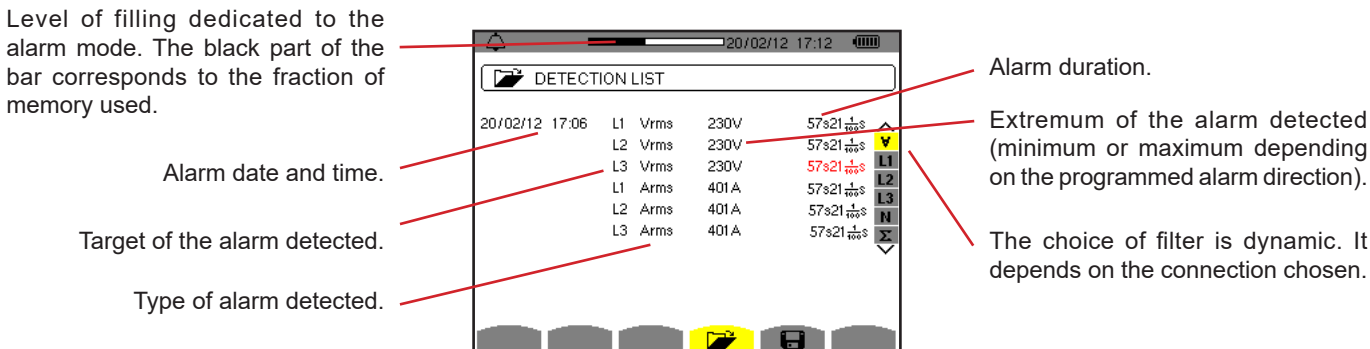 Level of filling dedicated to the
alarm mode. The black part of the
bar corresponds to the fraction of
memory used.
Alarm date and time.
Target of the alarm detected.
Type of alarm detected.
20/02/12 17:12
DETECTION LIST
20/02/12 17:06 L1 Vrms 230V 57s21 1/100 s
L2 Vrms 230V 57s21 1/100 s
L3 Vrms 230V 57s21 1/100 s
L1 Arms 401A 57s21 1/100 s
L2 Arms 401A 57s21 1/100 s
L3 Arms 401A 57s21 1/100 s
∀
L1
L2
L3
N
Σ
Alarm duration.
Extremum of the alarm detected
(minimum or maximum depending
on the programmed alarm direction).
The choice of filter is dynamic. It
depends on the connection chosen.